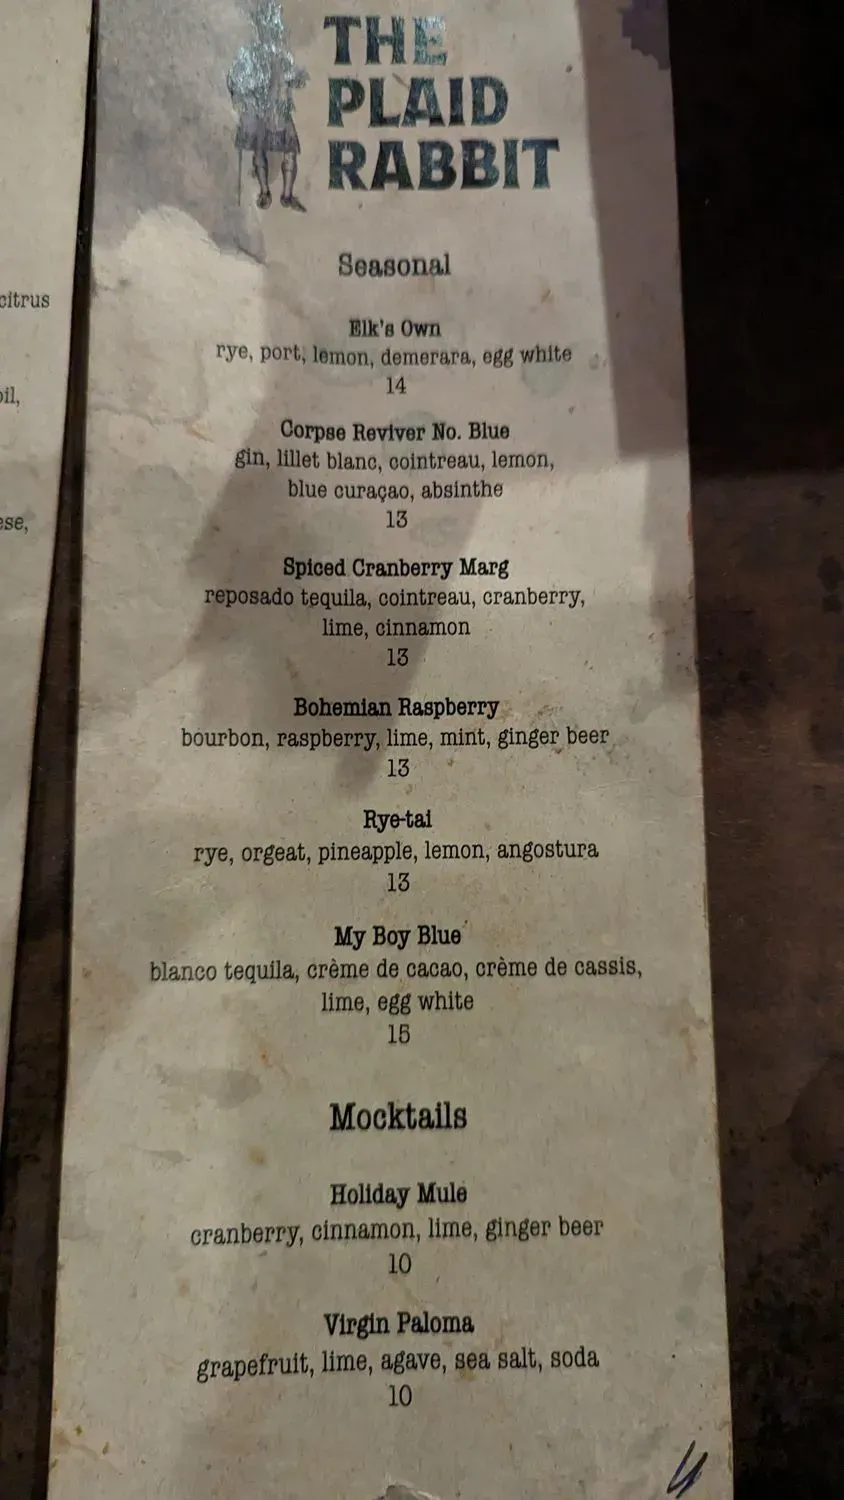 THE
PLAID
RABBIT
citrus
oil,
ese,
Seasonal
Elk's Own
rye, port, lemon, demerara, egg white
14
Corpse Reviver No. Blue
gin, lillet blanc, cointreau, lemon,
blue curaçao, absinthe
13
Spiced Cranberry Marg
reposado tequila, cointreau, cranberry,
lime, cinnamon
13
Bohemian Raspberry
bourbon, raspberry, lime, mint, ginger beer
13
Rye-tai
rye, orgeat, pineapple, lemon, angostura
13
My Boy Blue
blanco tequila, crème de cacao, crème de cassis,
lime, egg white
15
Mocktails
Holiday Mule
cranberry, cinnamon, lime, ginger beer
10
Virgin Paloma
grapefruit, lime, agave, sea salt, soda
10